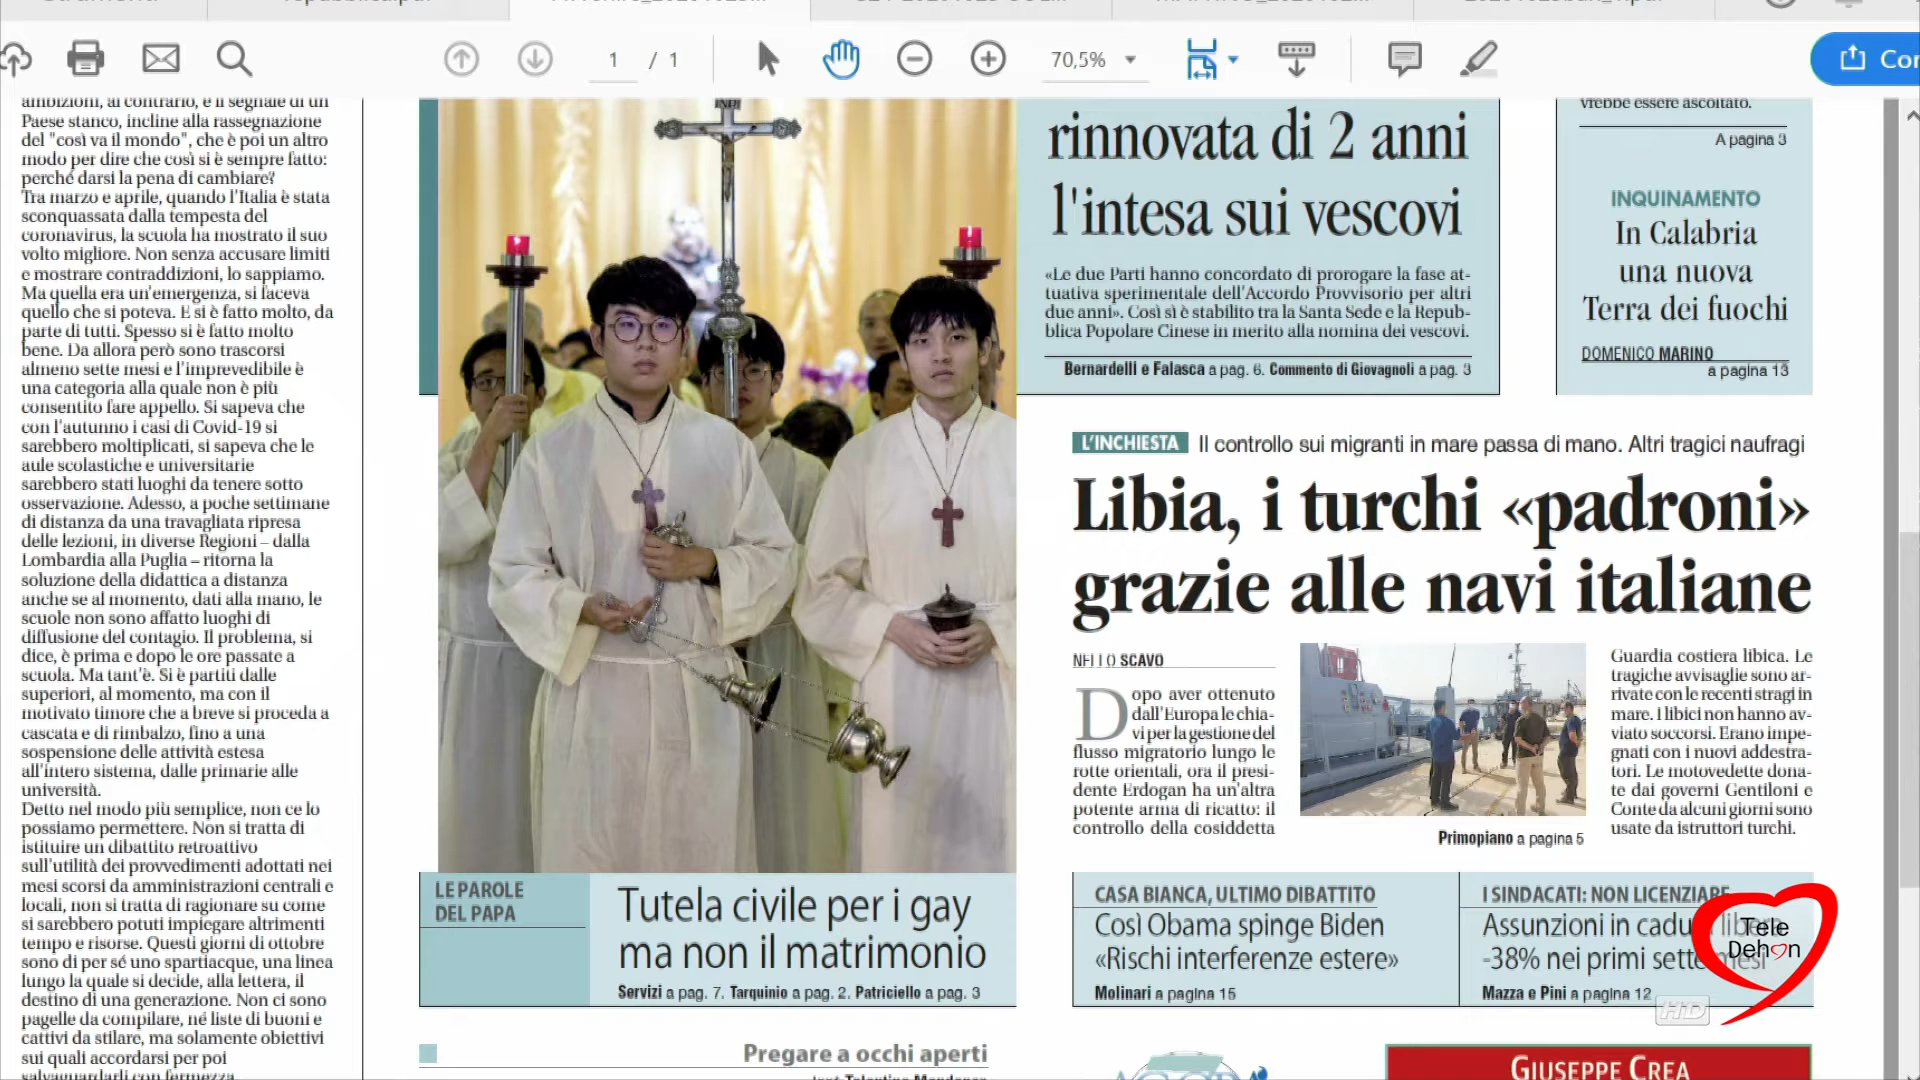 1 / 1
70,5%
ambizioni, al contrario, è il segnale di un
Paese stanco, incline alla rassegnazione
del "così va il mondo", che è poi un altro
modo per dire che così si è sempre fatto:
perché darsi la pena di cambiare?
Tra marzo e aprile, quando l'Italia è stata
sconquassata dalla tempesta del
coronavirus, la scuola ha mostrato il suo
volto migliore. Non senza accusare limiti
e mostrare contraddizioni, lo sappiamo.
Ma quella era un'emergenza, si faceva
quello che si poteva. E si è fatto molto, da
parte di tutti. Spesso si è fatto molto
bene. Da allora però sono trascorsi
almeno sette mesi e l'imprevedibile è
una categoria alla quale non è più
consentito fare appello. Si sapeva che
con l'autunno i casi di Covid-19 si
sarebbero moltiplicati, si sapeva che le
aule scolastiche e universitarie
sarebbero stati luoghi da tenere sotto
osservazione. Adesso, a poche settimane
di distanza da una travagliata ripresa
delle lezioni, in diverse Regioni – dalla
Lombardia alla Puglia – ritorna la
soluzione della didattica a distanza
anche se al momento, dati alla mano, le
scuole non sono affatto luoghi di
diffusione del contagio. Il problema, si
dice, è prima e dopo le ore passate a
scuola. Ma tant'è. Si è partiti dalle
superiori, al momento, ma con il
motivato timore che a breve si proceda a
cascata e di rimbalzo, fino a una
sospensione delle attività estesa
all'intero sistema, dalle primarie alle
università.
Detto nel modo più semplice, non ce lo
possiamo permettere. Non si tratta di
istituire un dibattito retroattivo
sull'utilità dei provvedimenti adottati nei
mesi scorsi da amministrazioni centrali e
locali, non si tratta di ragionare su come
si sarebbero potuti impiegare altrimenti
tempo e risorse. Questi giorni di ottobre
sono di per sé uno spartiacque, una linea
lungo la quale si decide, alla lettera, il
destino di una generazione. Non ci sono
pagelle da compilare, né liste di buoni e
cattivi da stilare, ma solamente obiettivi
sui quali accordarsi per poi
salvaguardarli con fermezza.
INRI
rinnovata di 2 anni
l'intesa sui vescovi
«Le due Parti hanno concordato di prorogare la fase at-
tuativa sperimentale dell'Accordo Provvisorio per altri
due anni». Così sì è stabilito tra la Santa Sede e la Repub-
blica Popolare Cinese in merito alla nomina dei vescovi.
Bernardelli e Falasca a pag. 6. Commento di Giovagnoli a pag. 3
vrebbe essere ascoltato.
A pagina 3
INQUINAMENTO
In Calabria
una nuova
Terra dei fuochi
DOMENICO MARINO
a pagina 13
L'INCHIESTA Il controllo sui migranti in mare passa di mano. Altri tragici naufragi
Libia, i turchi «padroni»
grazie alle navi italiane
NELLO SCAVO
Dopo aver ottenuto
dall'Europa le chia-
vi per la gestione del
flusso migratorio lungo le
rotte orientali, ora il presi-
dente Erdogan ha un'altra
potente arma di ricatto: il
controllo della cosiddetta
Primopiano a pagina 5
Guardia costiera libica. Le
tragiche avvisaglie sono ar-
rivate con le recenti stragi in
mare. I libici non hanno av-
viato soccorsi. Erano impe-
gnati con i nuovi addestra-
tori. Le motovedette dona-
te dai governi Gentiloni e
Conte da alcuni giorni sono
usate da istruttori turchi.
LE PAROLE
DEL PAPA
Tutela civile per i gay
ma non il matrimonio
Servizi a pag. 7. Tarquinio a pag. 2. Patriciello a pag. 3
CASA BIANCA, ULTIMO DIBATTITO
Così Obama spinge Biden
«Rischi interferenze estere»
Molinari a pagina 15
I SINDACATI: NON LICENZIARE
Assunzioni in caduta libera
-38% nei primi sette mesi
Mazza e Pini a pagina 12
Tele
Dehon
HD
Pregare a occhi aperti
GIUSEPPE CREA